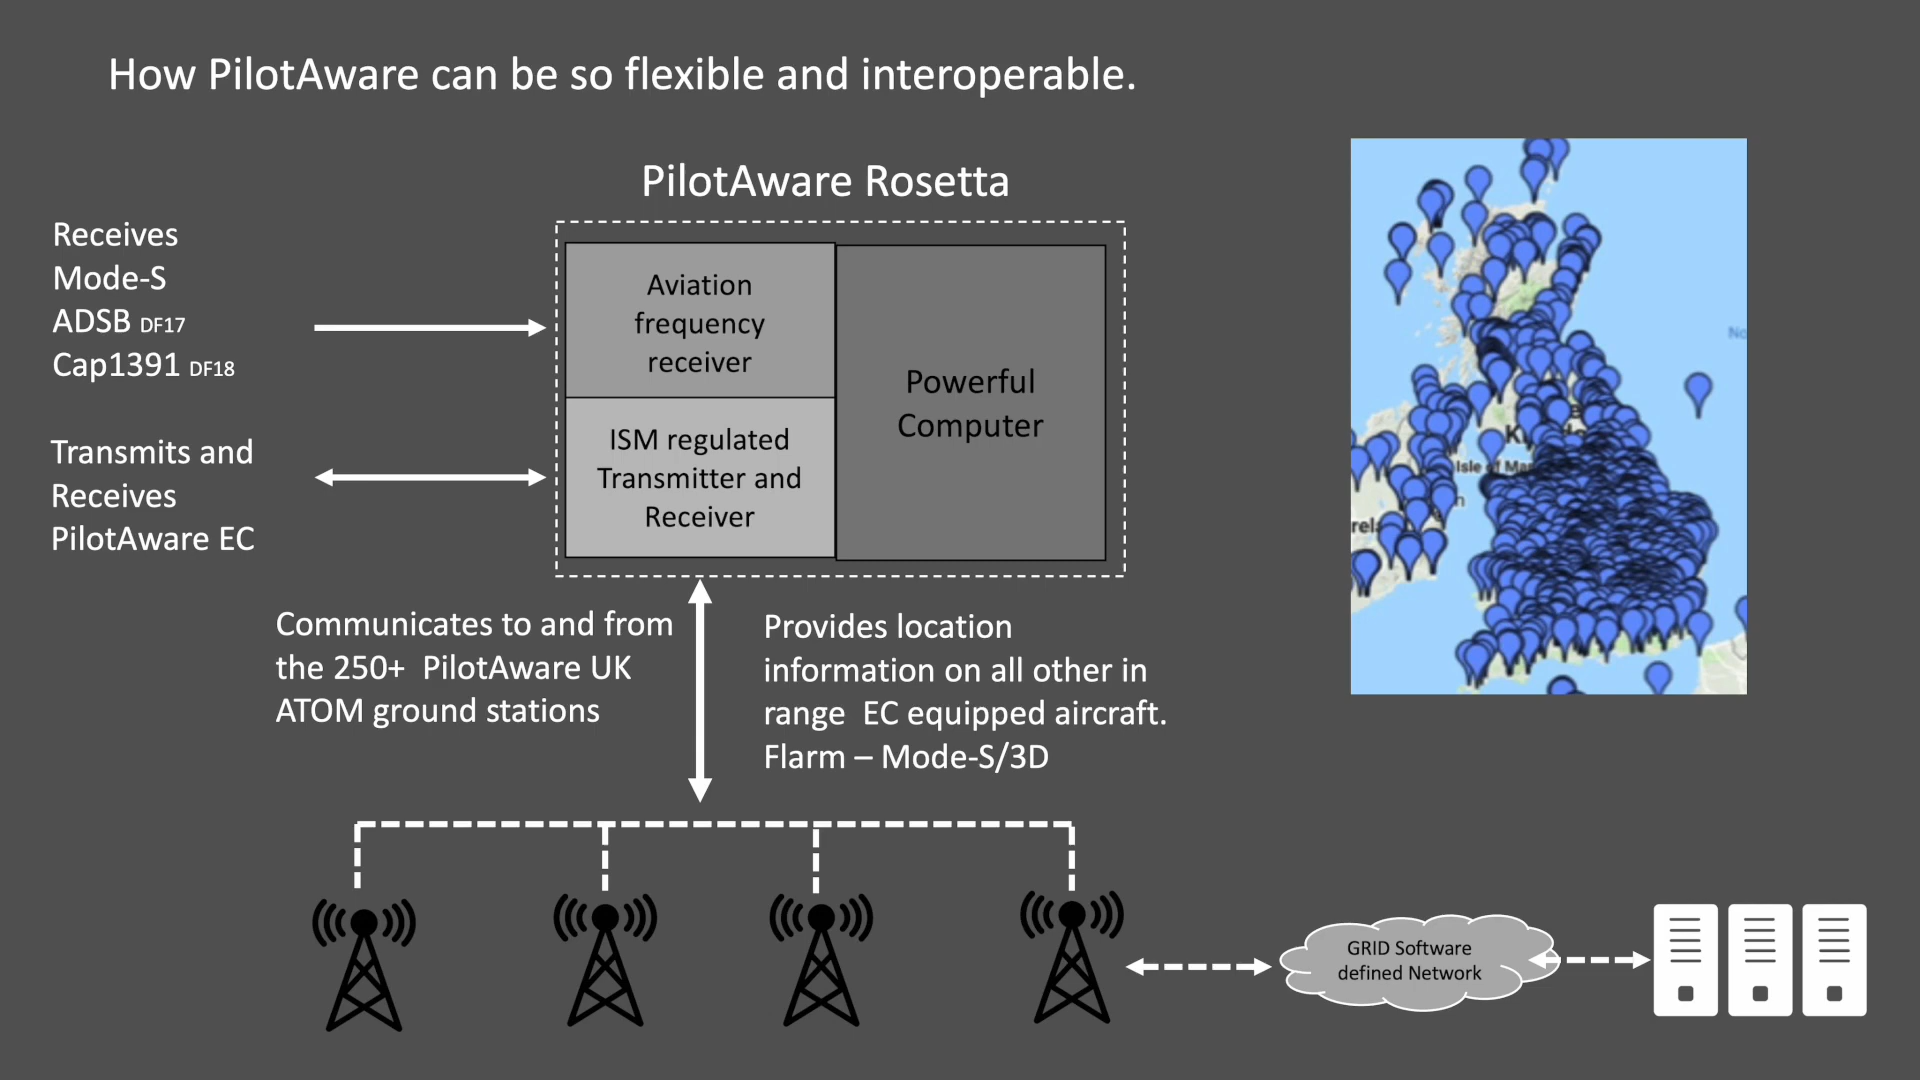 How PilotAware can be so flexible and interoperable.
PilotAware Rosetta
Receives
Mode-S
ADSB DF17
Cap1391 DF18
Transmits and
Receives
PilotAware EC
Aviation
frequency
receiver
ISM regulated
Transmitter and
Receiver
Powerful
Computer
Communicates to and from
the 250+ PilotAware UK
ATOM ground stations
Provides location
information on all other in
range EC equipped aircraft.
Flarm – Mode-S/3D
GRID Software
defined Network
Isle of Man